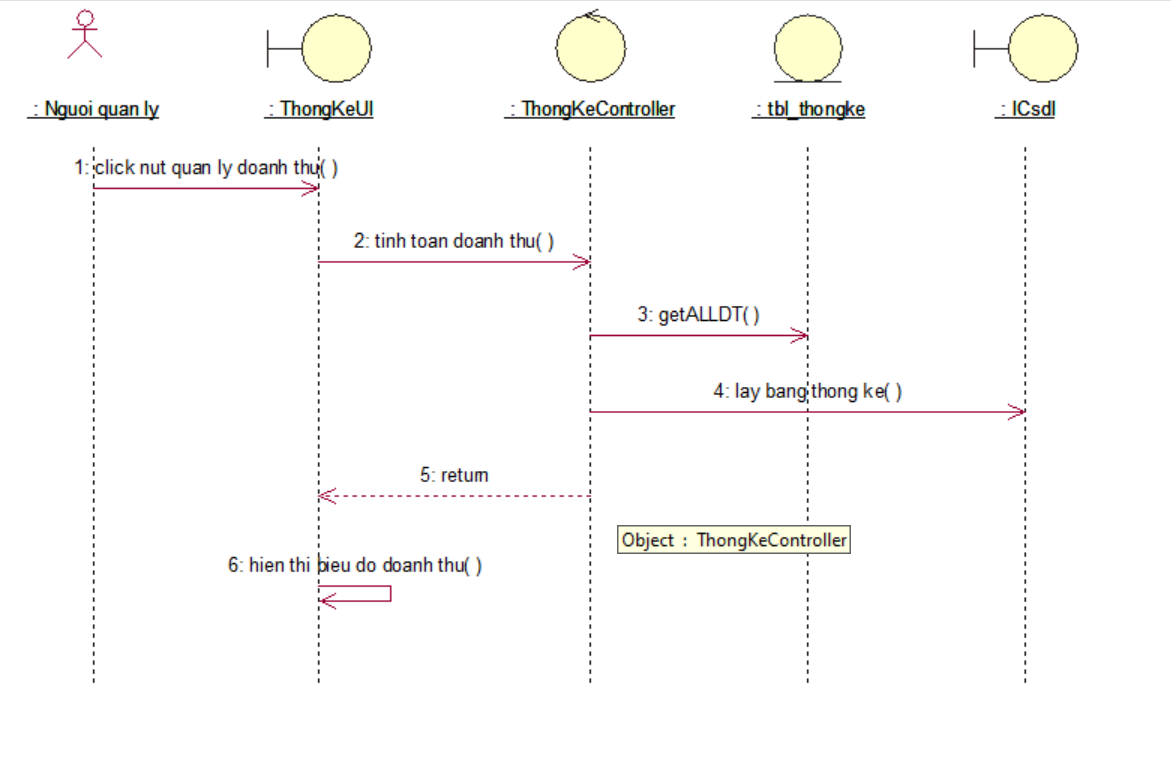 : Nguoi quan ly
: ThongKeUI
: ThongKeController
: tbl_thongke
: ICsdl
1: click nut quan ly doanh thu( )
2: tinh toan doanh thu( )
3: getALLDT( )
4: lay bang thong ke( )
5: return
Object : ThongKeController
6: hien thi bieu do doanh thu( )